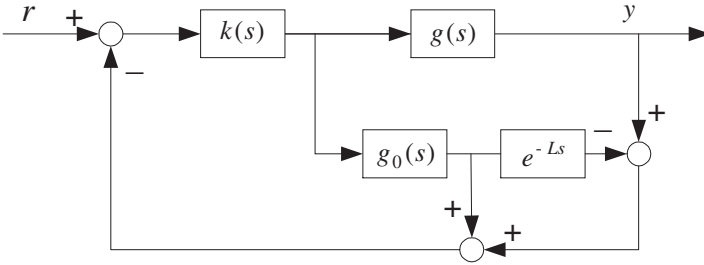 r
+
−
k(s)
g(s)
y
g₀(s)
e^{-Ls}
−
+
+
+